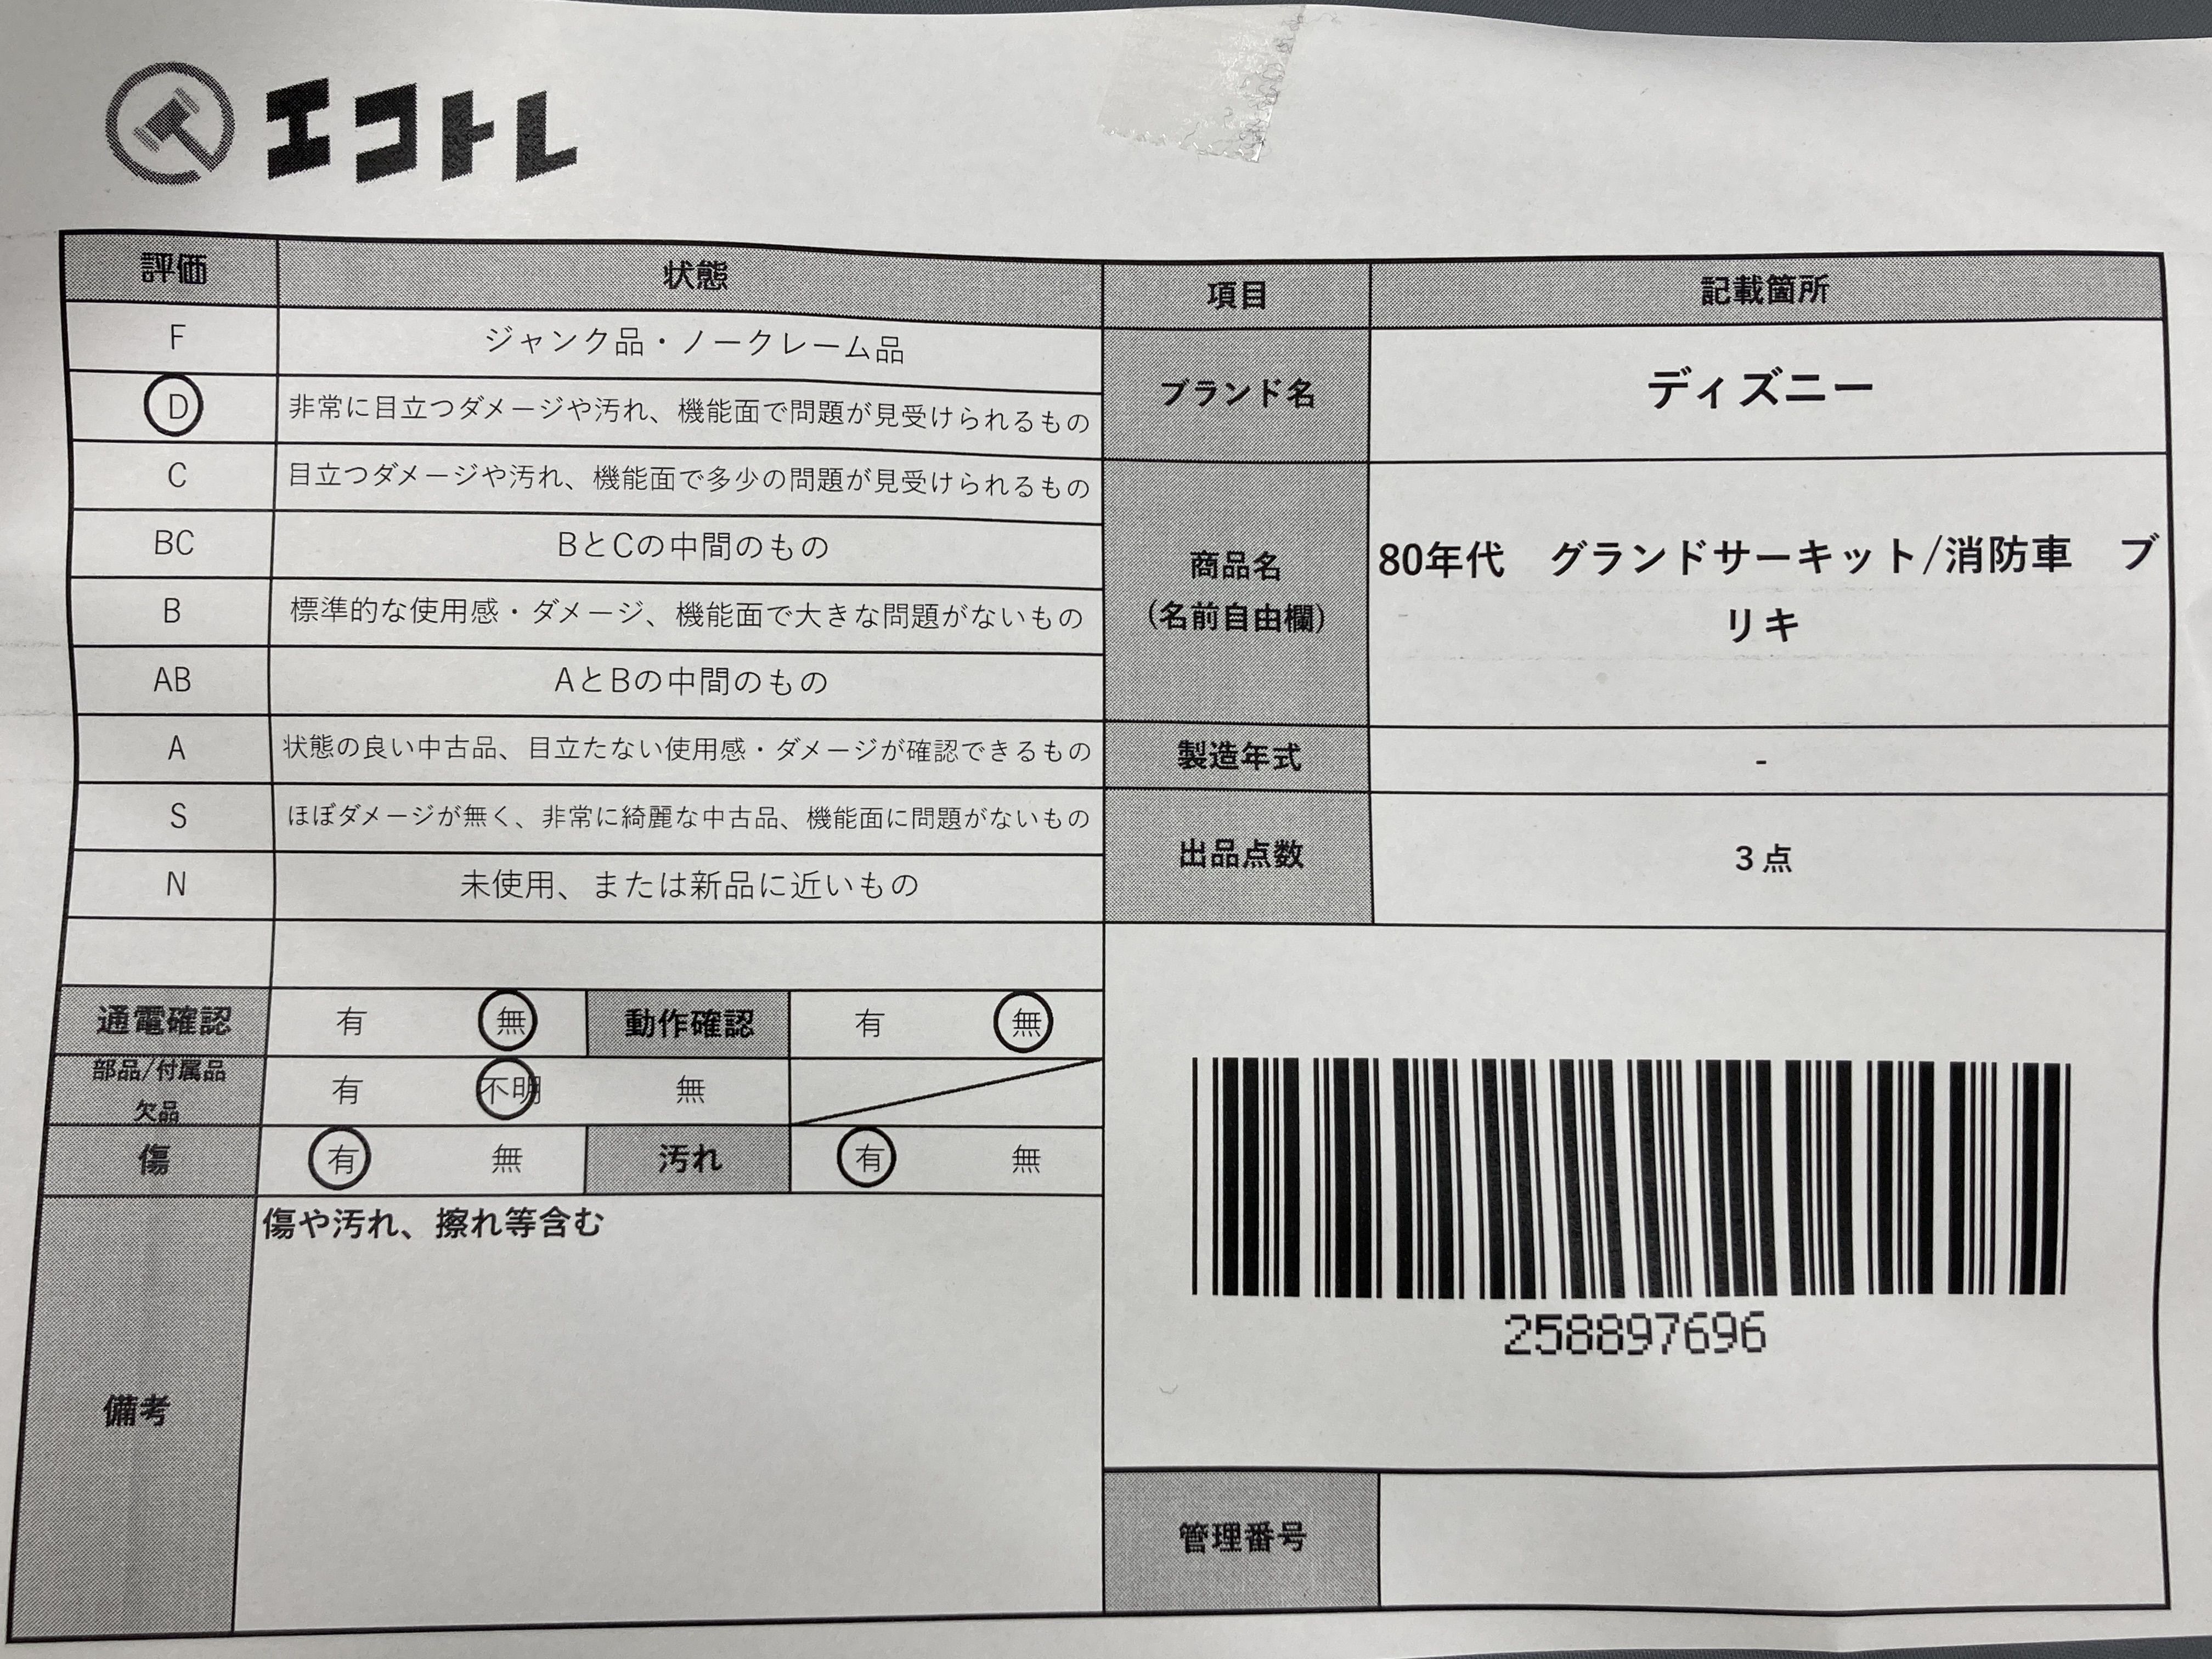 エコトレ
評価 状態
F ジャンク品・ノークレーム品
D 非常に目立つダメージや汚れ、機能面で問題が見受けられるもの
C 目立つダメージや汚れ、機能面で多少の問題が見受けられるもの
BC BとCの中間のもの
B 標準的な使用感・ダメージ、機能面で大きな問題がないもの
AB AとBの中間のもの
A 状態の良い中古品、目立たない使用感・ダメージが確認できるもの
S ほぼダメージが無く、非常に綺麗な中古品、機能面に問題がないもの
N 未使用、または新品に近いもの
通電確認 有 無 動作確認 有 無
部品/付属品
欠品 有 不明 無
傷 有 無 汚れ 有 無
備考 傷や汚れ、擦れ等含む
項目 記載箇所
ブランド名 ディズニー
商品名
(名前自由欄)
80年代 グランドサーキット/消防車 ブ
リキ
製造年式 -
出品点数 3点
258897696
管理番号